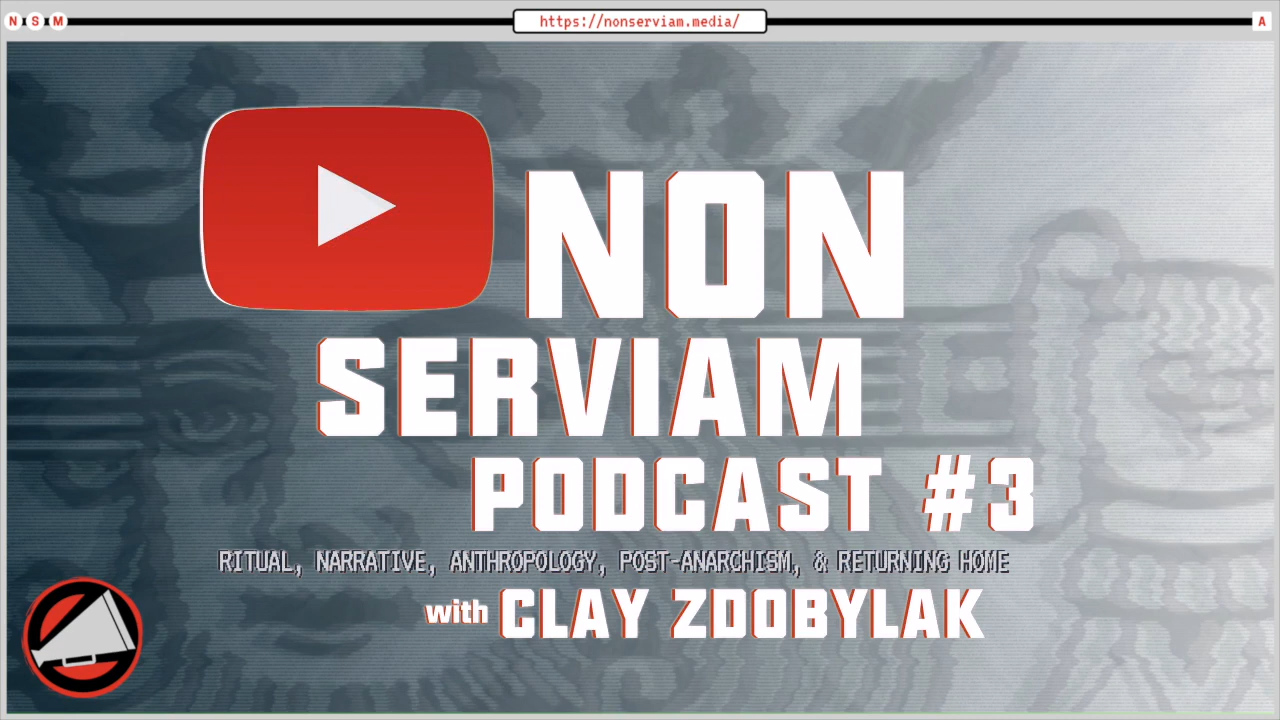 N S M
https://nonserviam.media/
A
NON
SERVIAM
PODCAST #3
RITUAL, NARRATIVE, ANTHROPOLOGY, POST-ANARCHISM, & RETURNING HOME
with CLAY ZDOBYLAK